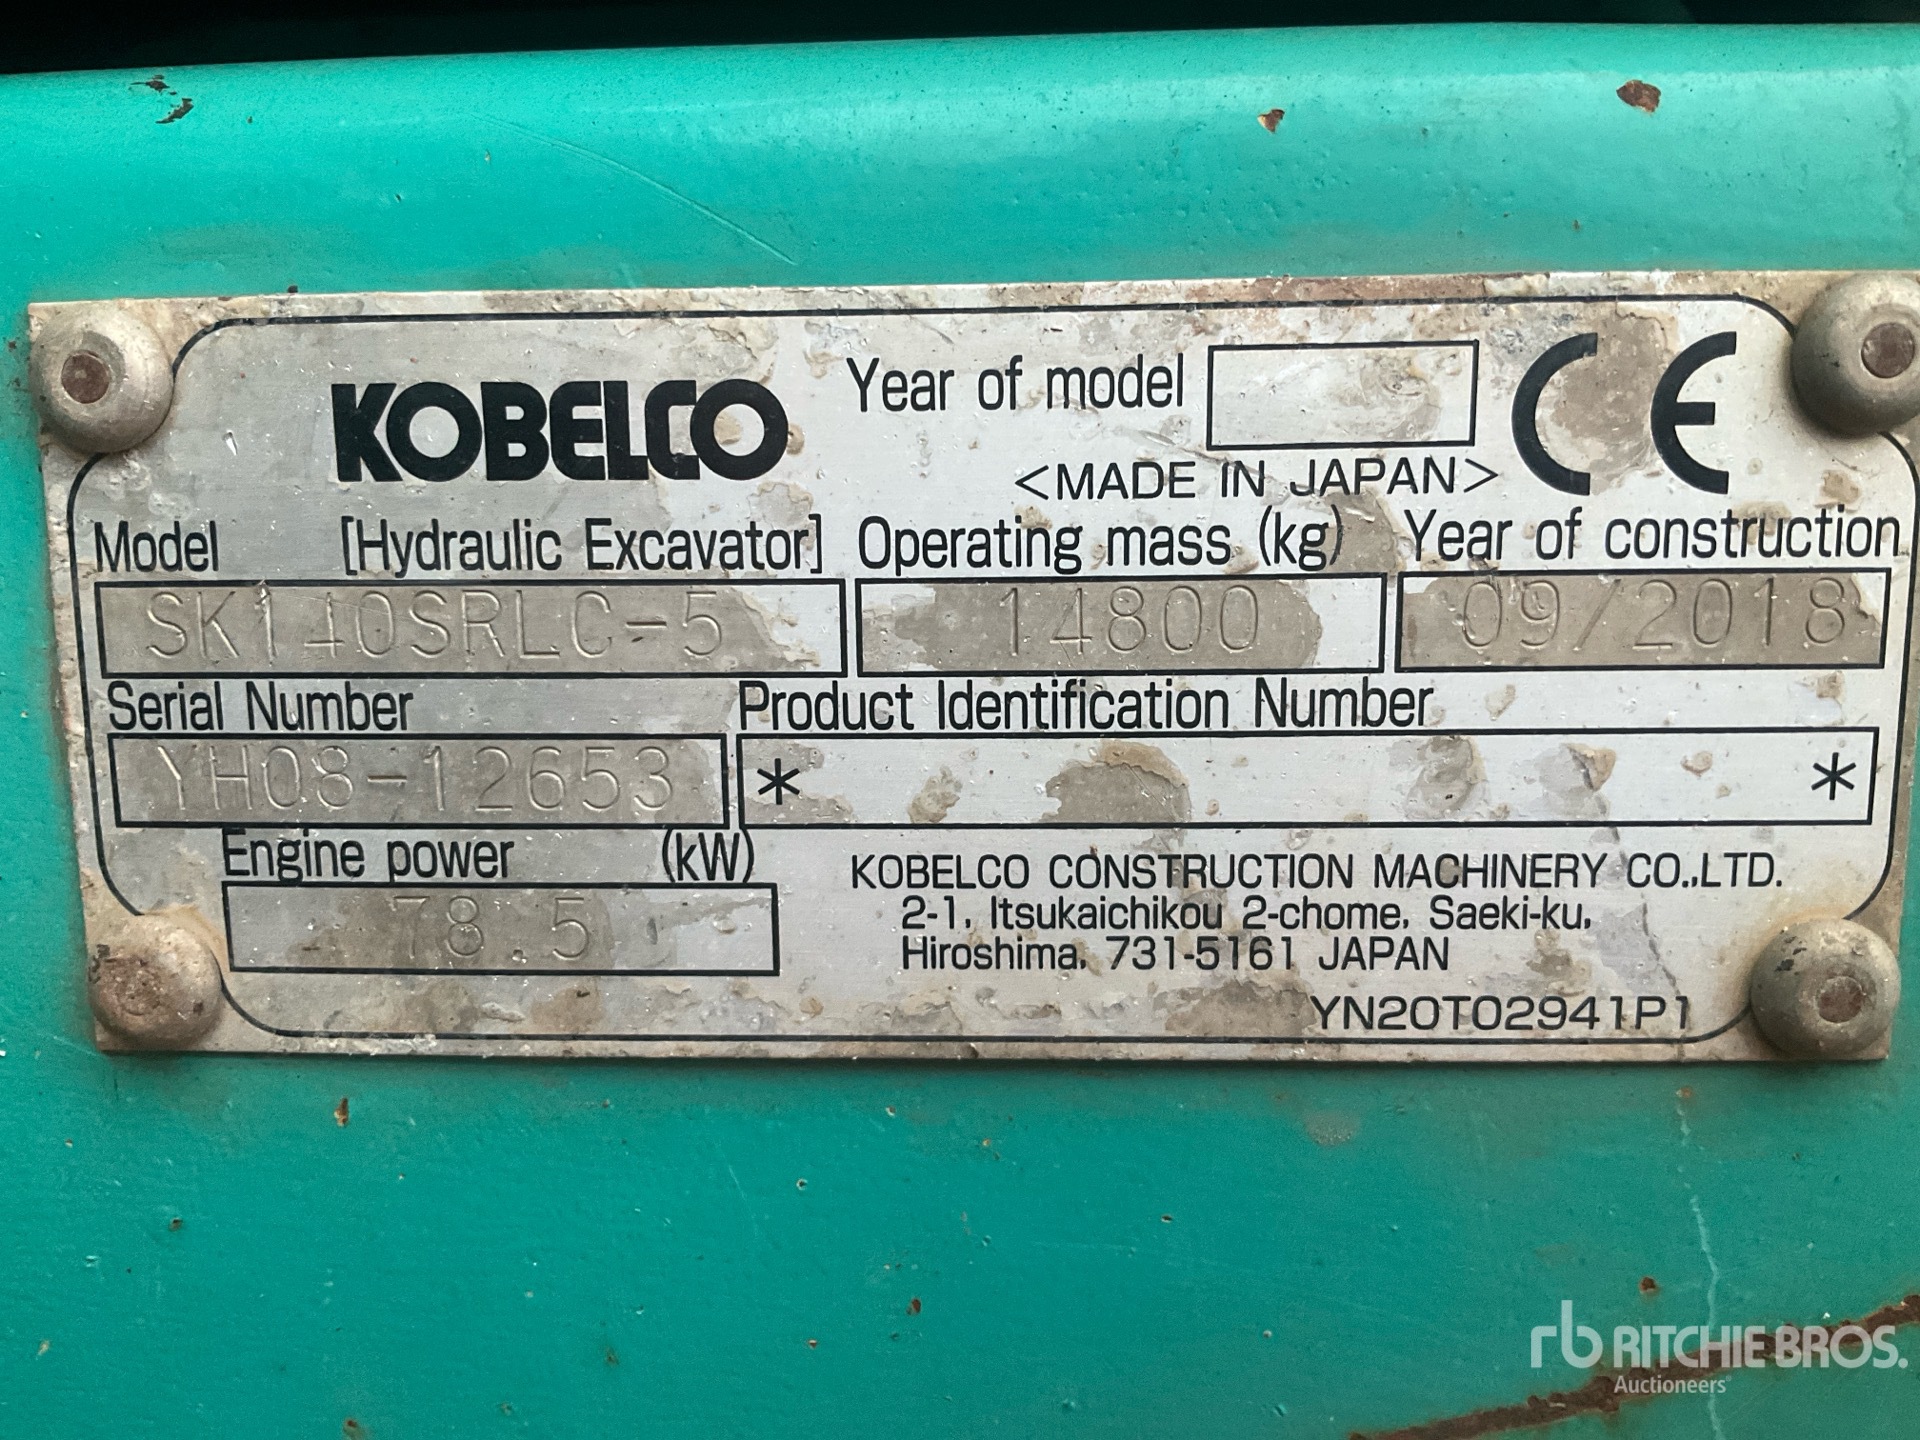 KOBELCO Year of model CE
<MADE IN JAPAN>
Model [Hydraulic Excavator] Operating mass (kg) Year of construction
SK140SRLC-5 14800 09/2018
Serial Number Product Identification Number
YH08-12653 * *
Engine power (kW)
78.5
KOBELCO CONSTRUCTION MACHINERY CO.,LTD.
2-1, Itsukaichikou 2-chome, Saeki-ku,
Hiroshima, 731-5161 JAPAN
YN20T02941P1
rb RITCHIE BROS.
Auctioneers